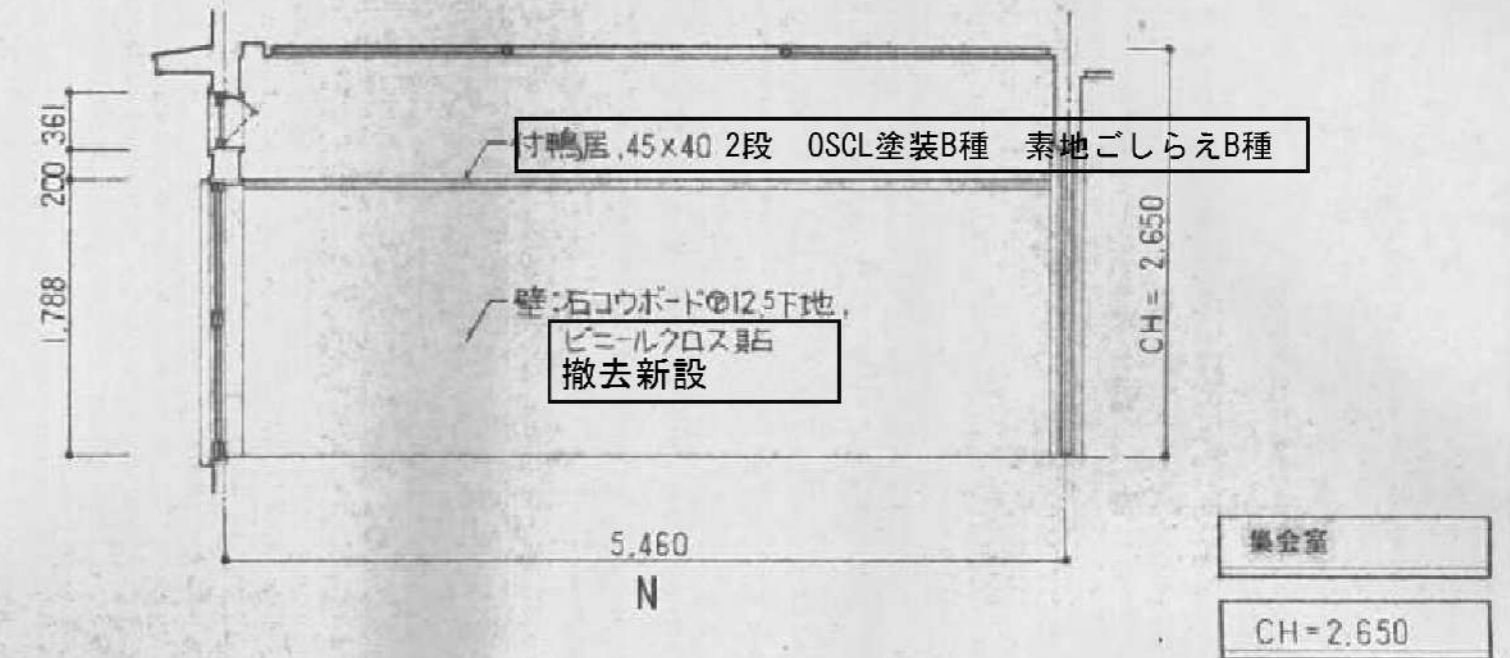 361
200
1,788
付鴨居,45×40 2段 OSCL塗装B種 素地ごしらえB種
壁:石コウボードⓐ12.5下地,
ビニールクロス貼
撤去新設
CH=2,650
5,460
N
集会室
CH=2,650